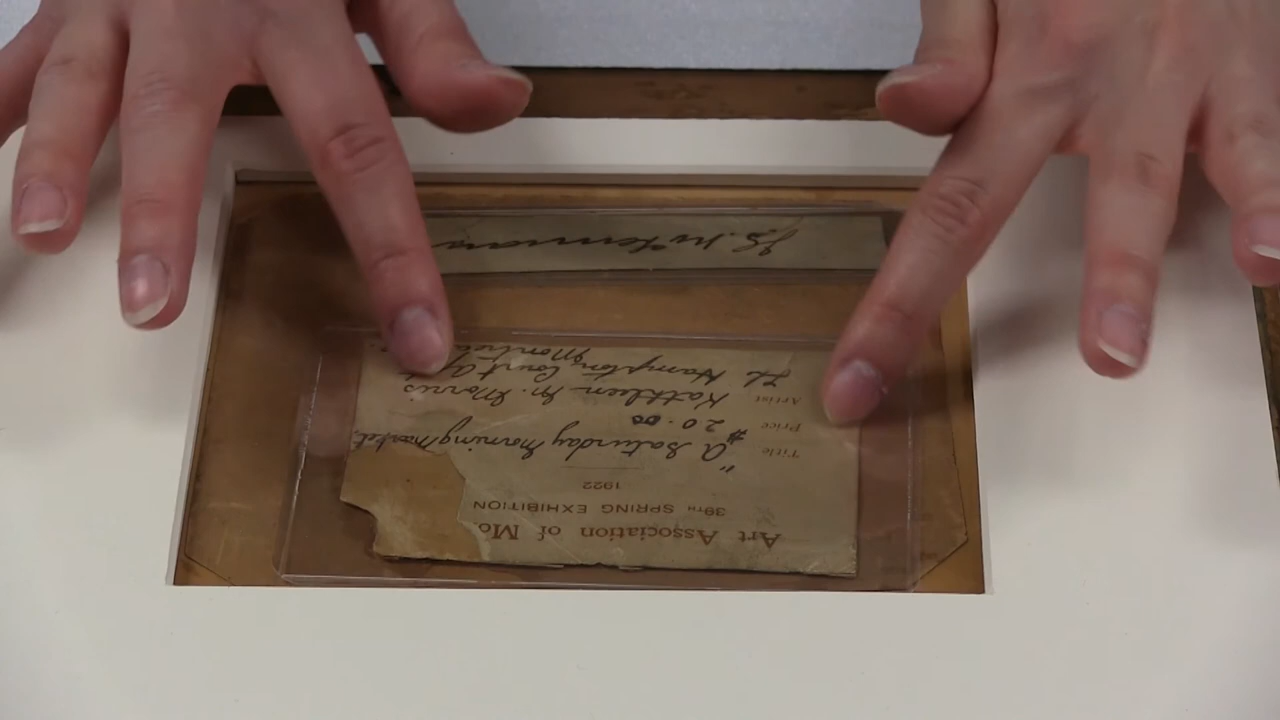 Art Association of Mo
39TH SPRING EXHIBITION
1922
Title "A Saturday Morning Market,
Price $20.00
Artist Kathleen M. Morris
Hampton Court
Montrea